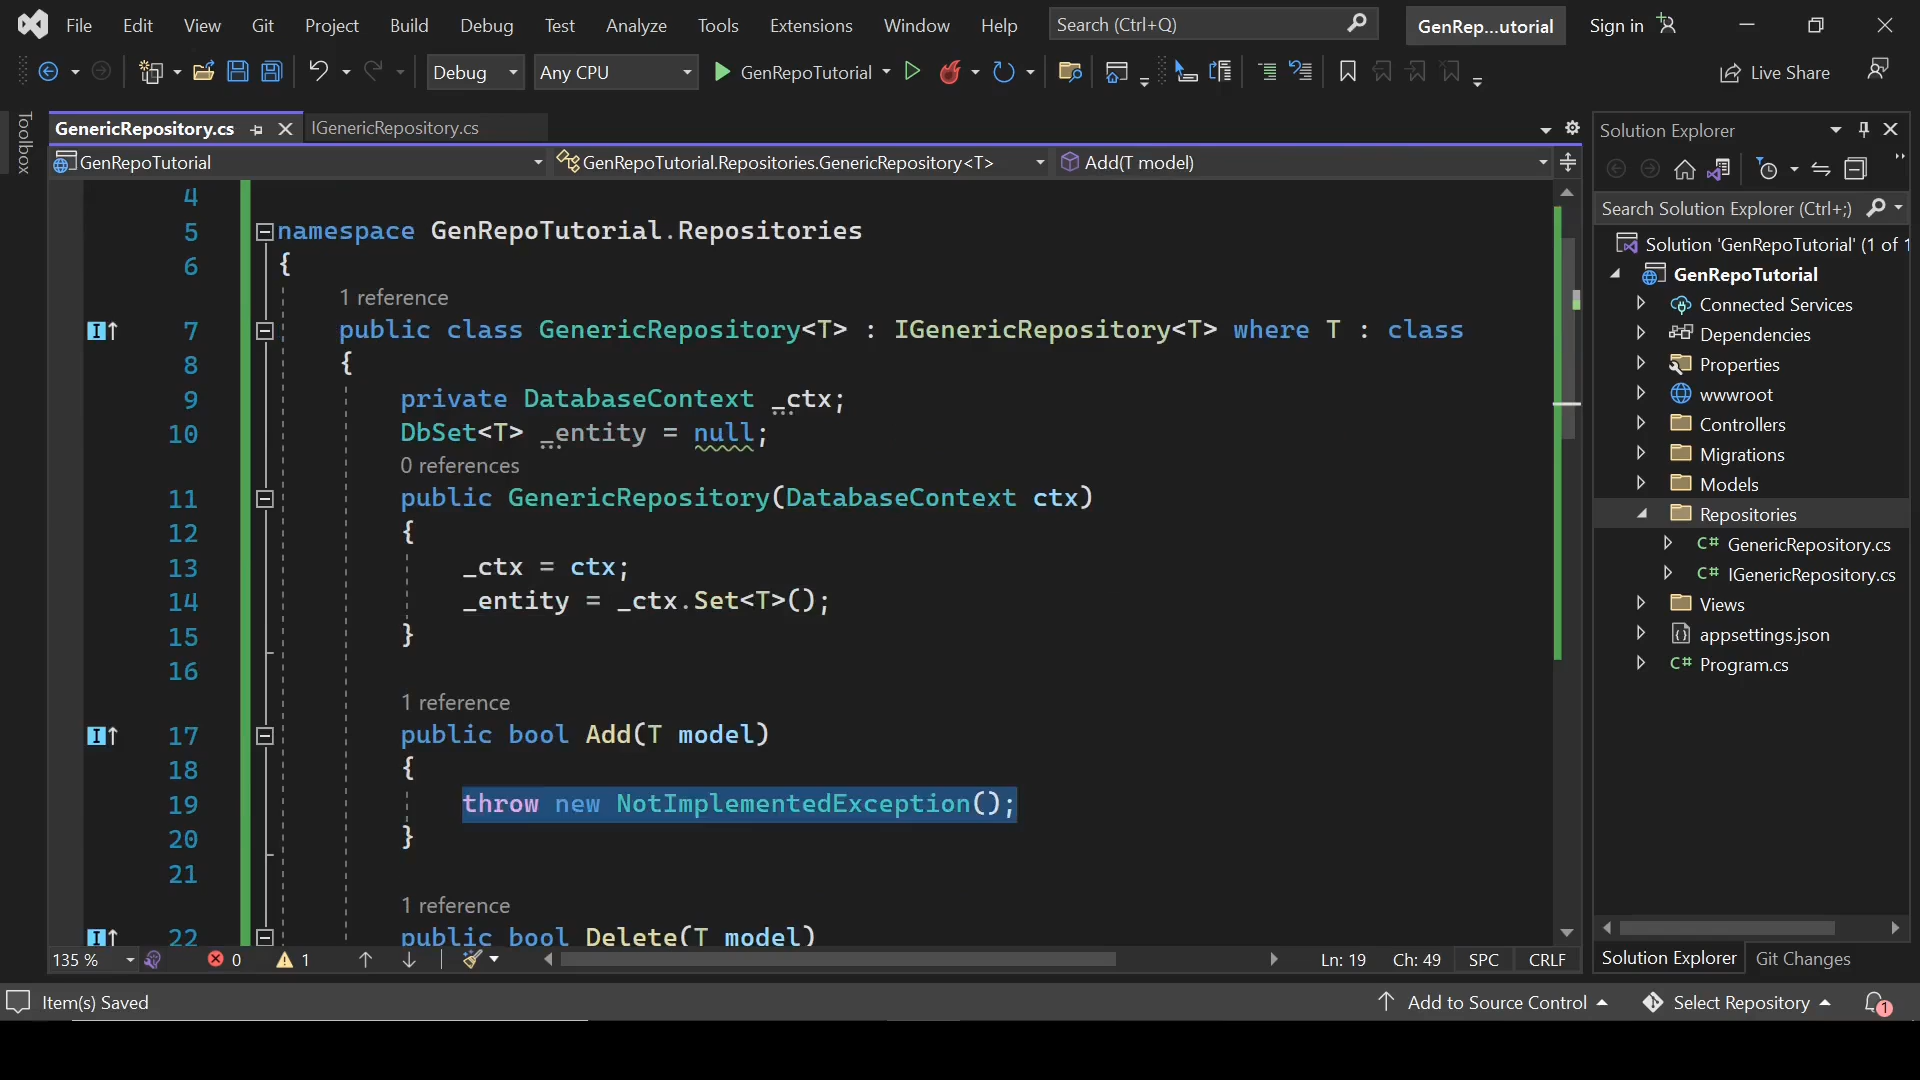 File Edit View Git Project Build Debug Test Analyze Tools Extensions Window Help Search (Ctrl+Q) GenRep...utorial Sign in
Debug Any CPU GenRepoTutorial Live Share
Toolbox
GenericRepository.cs IGenericRepository.cs
GenRepoTutorial GenRepoTutorial.Repositories.GenericRepository<T> Add(T model)
4
5 namespace GenRepoTutorial.Repositories
6 {
1 reference
7 public class GenericRepository<T> : IGenericRepository<T> where T : class
8 {
9 private DatabaseContext _ctx;
10 DbSet<T> _entity = null;
0 references
11 public GenericRepository(DatabaseContext ctx)
12 {
13 _ctx = ctx;
14 _entity = _ctx.Set<T>();
15 }
16
1 reference
17 public bool Add(T model)
18 {
19 throw new NotImplementedException();
20 }
21
1 reference
22 public bool Delete(T model)
135 % 0 1 Ln: 19 Ch: 49 SPC CRLF
Solution Explorer
Search Solution Explorer (Ctrl+;)
Solution 'GenRepoTutorial' (1 of 1
GenRepoTutorial
Connected Services
Dependencies
Properties
wwwroot
Controllers
Migrations
Models
Repositories
C# GenericRepository.cs
C# IGenericRepository.cs
Views
appsettings.json
C# Program.cs
Solution Explorer Git Changes
Item(s) Saved Add to Source Control Select Repository 1